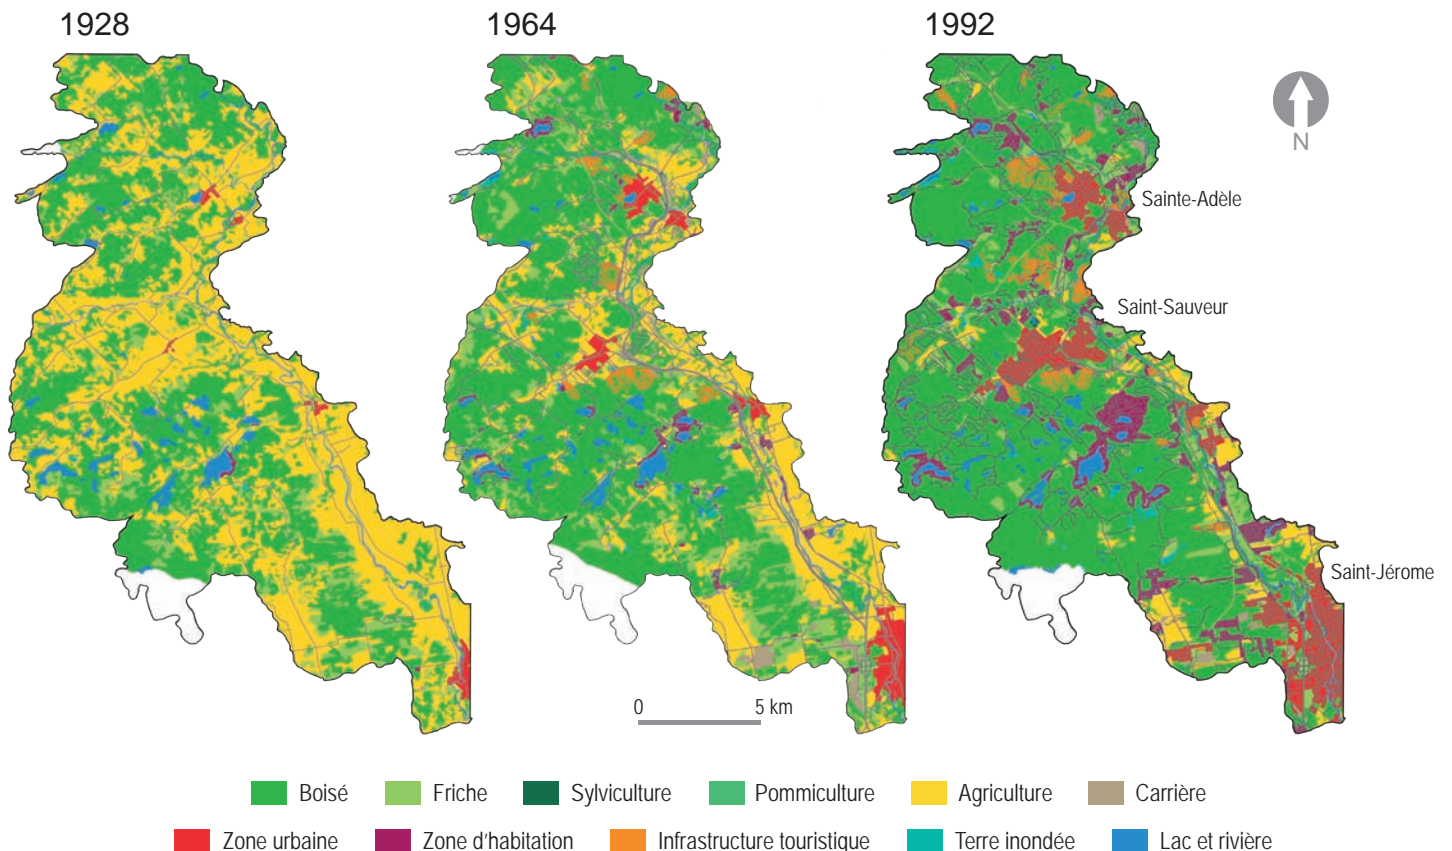 1928
1964
1992
N
Sainte-Adèle
Saint-Sauveur
Saint-Jérome
0 5 km
Boisé Friche Sylviculture Pommiculture Agriculture Carrière
Zone urbaine Zone d'habitation Infrastructure touristique Terre inondée Lac et rivière